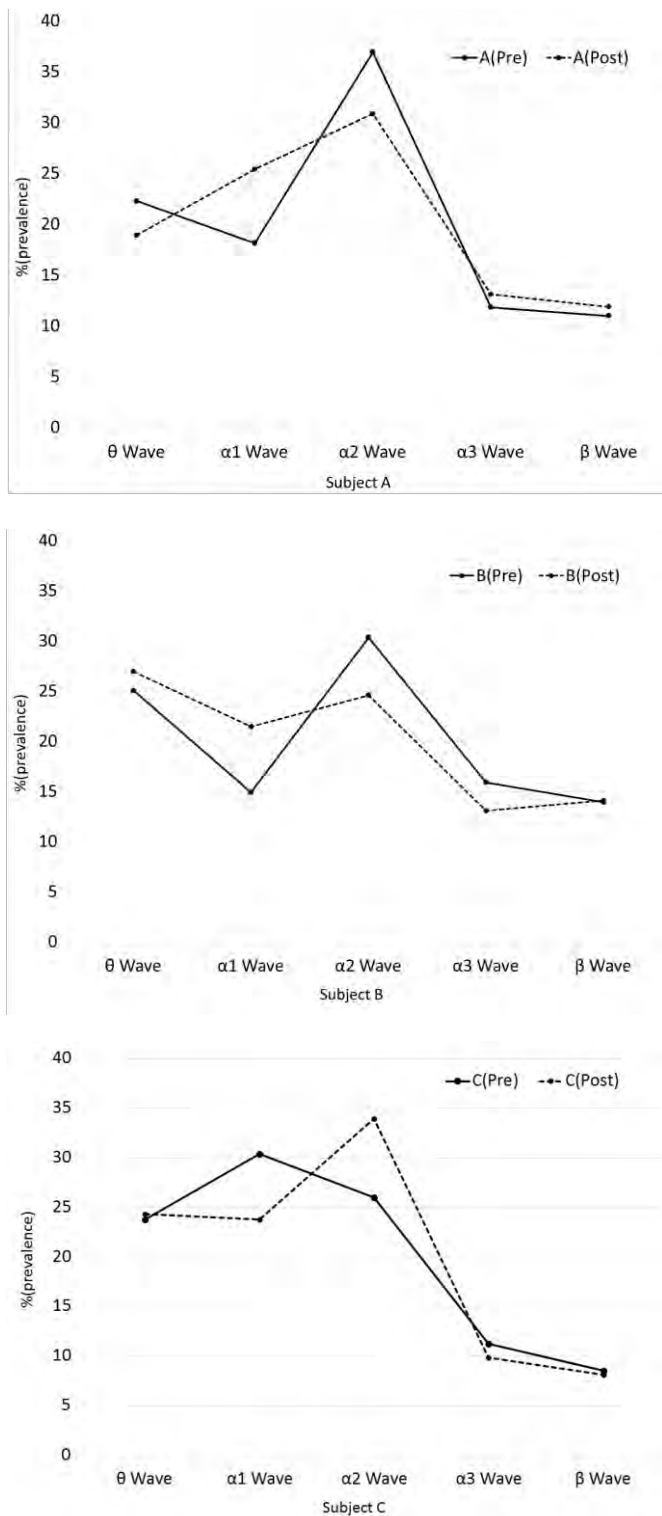 40
35
30
25
20
15
10
5
0
%(prevalence)
A(Pre) A(Post)
θ Wave α1 Wave α2 Wave α3 Wave β Wave
Subject A
40
35
30
25
20
15
10
5
0
%(prevalence)
B(Pre) B(Post)
θ Wave α1 Wave α2 Wave α3 Wave β Wave
Subject B
40
35
30
25
20
15
10
5
0
%(prevalence)
C(Pre) C(Post)
θ Wave α1 Wave α2 Wave α3 Wave β Wave
Subject C